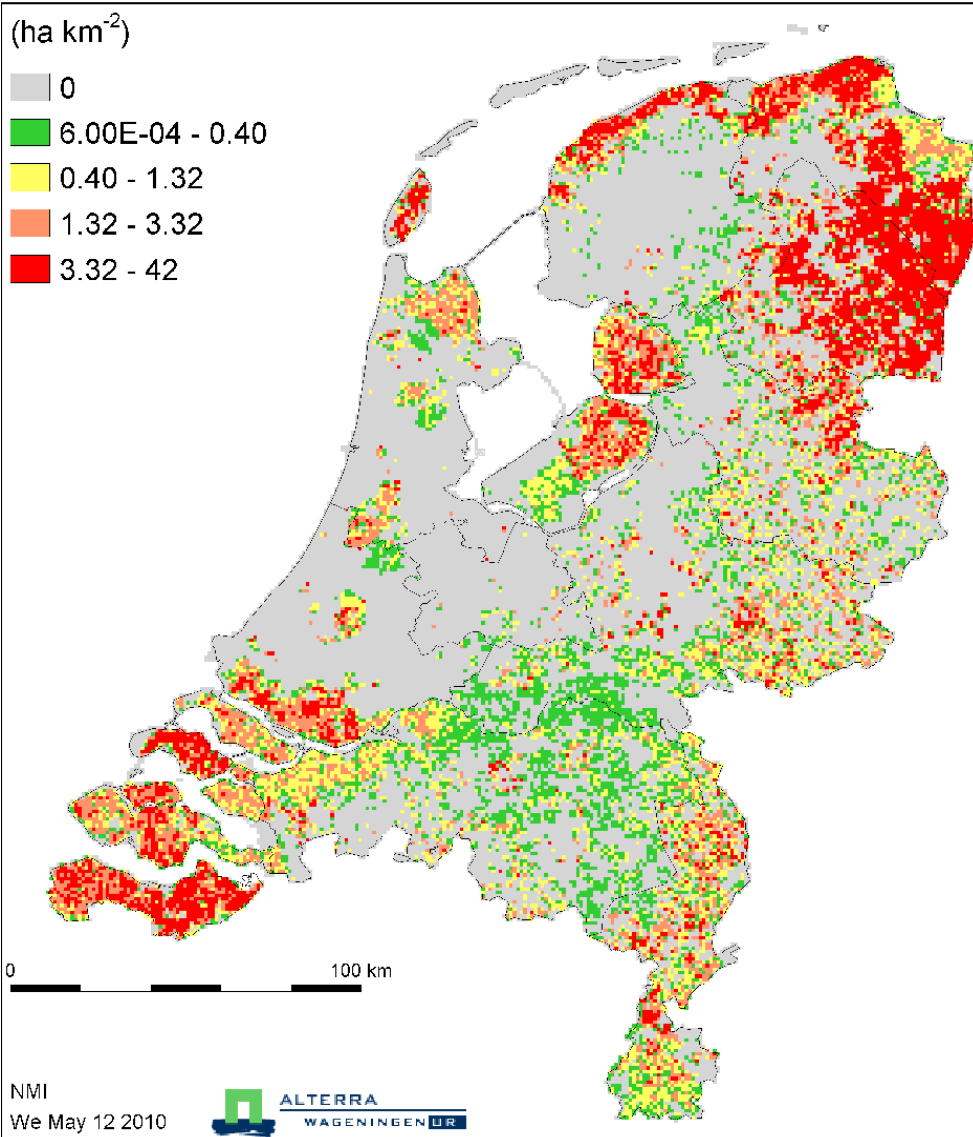 (ha km-2)
0
6.00E-04 - 0.40
0.40 - 1.32
1.32 - 3.32
3.32 - 42
0 100 km
NMI
We May 12 2010
ALTERRA
WAGENINGEN UR